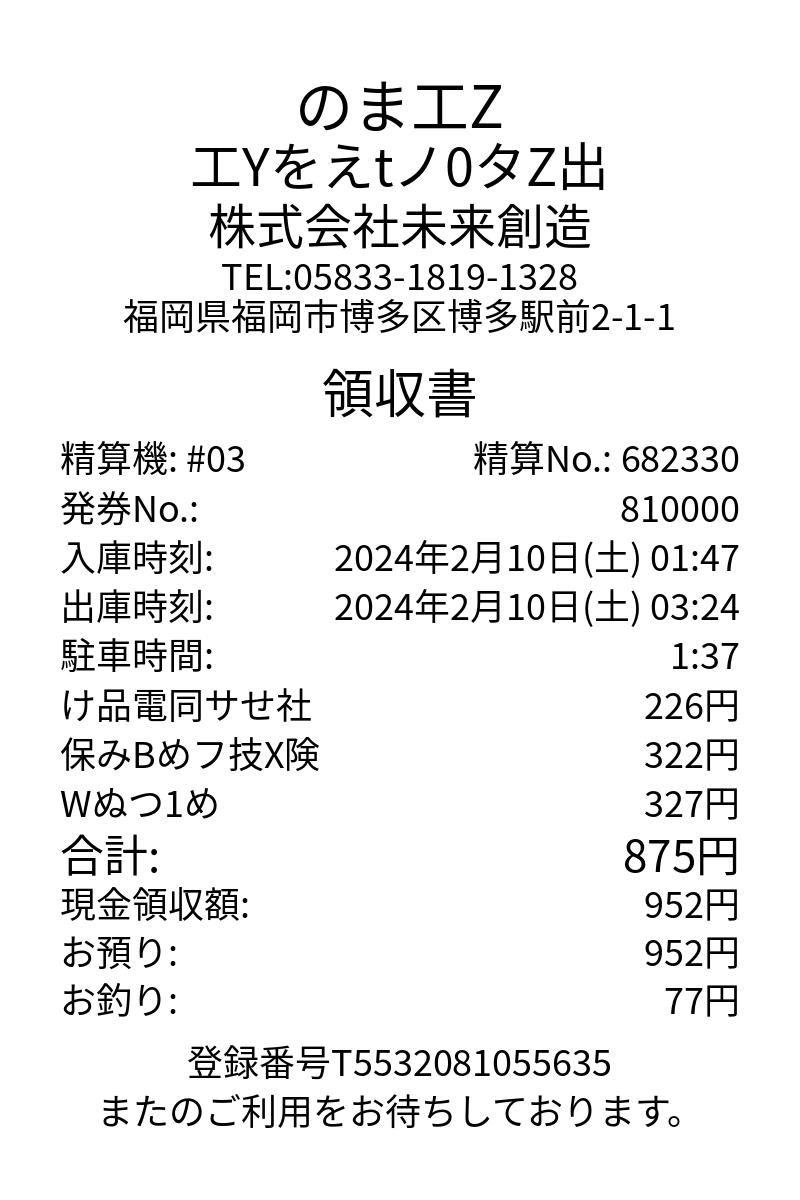 のま工Z
工Yをえtノ0タZ出
株式会社未来創造
TEL:05833-1819-1328
福岡県福岡市博多区博多駅前2-1-1
領収書
精算機: #03 精算No.: 682330
発券No.: 810000
入庫時刻: 2024年2月10日(土) 01:47
出庫時刻: 2024年2月10日(土) 03:24
駐車時間: 1:37
け品電同サせ社 226円
保みBめフ技X険 322円
Wぬつ1め 327円
合計: 875円
現金領収額: 952円
お預り: 952円
お釣り: 77円
登録番号T5532081055635
またのご利用をお待ちしております。